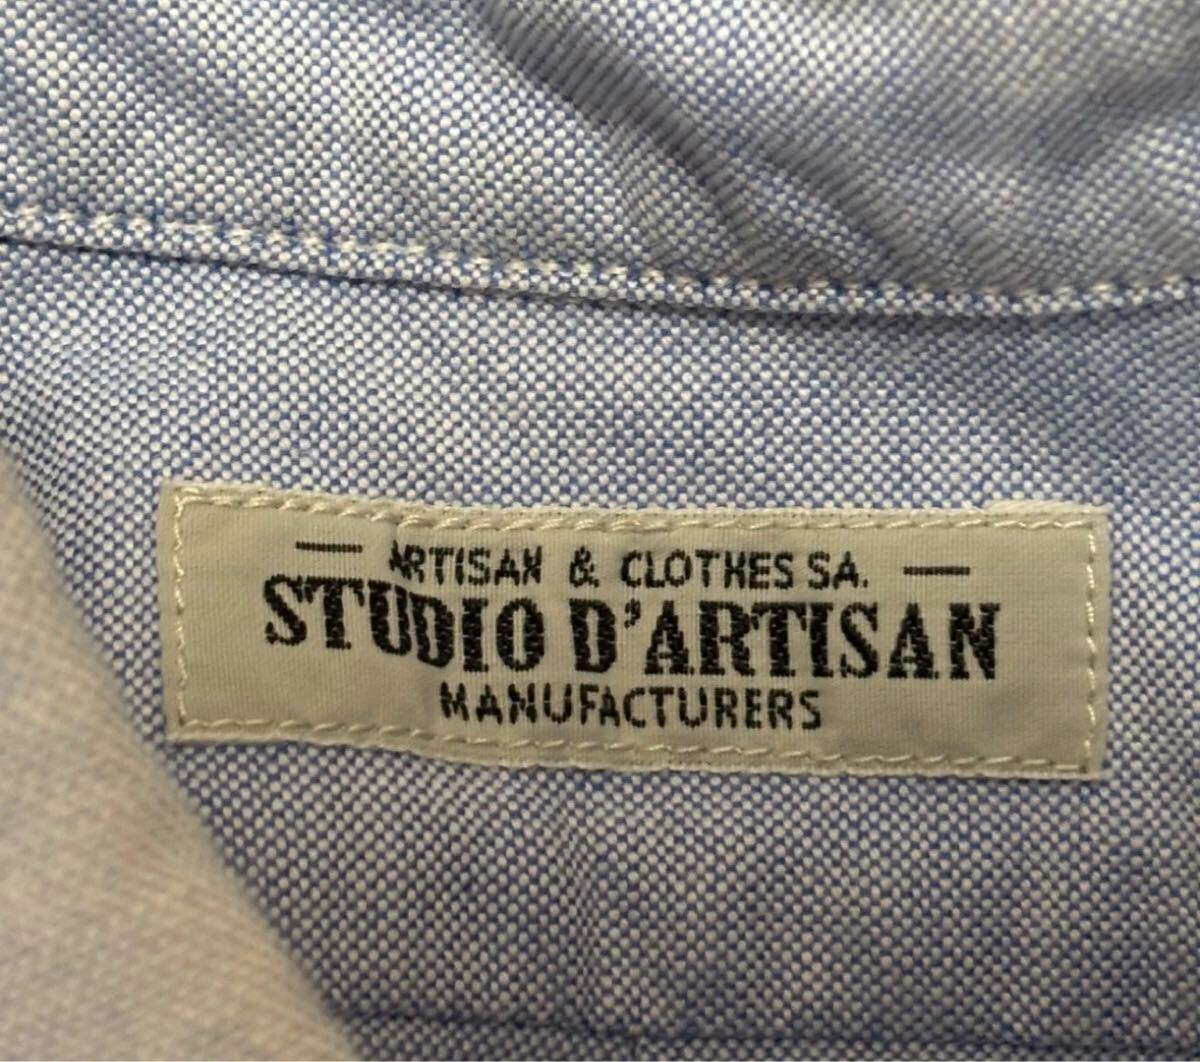 — ARTISAN & CLOTHES SA. —
STUDIO D'ARTISAN
MANUFACTURERS